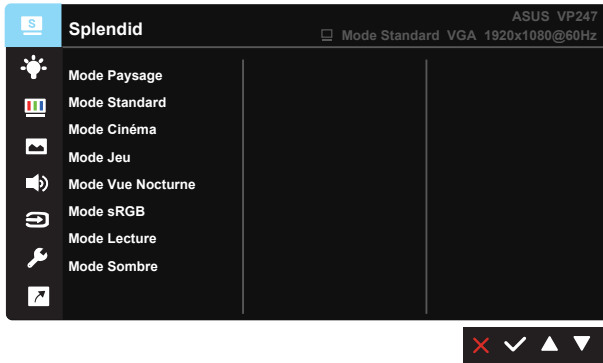 S
Splendid
ASUS VP247
Mode Standard VGA 1920x1080@60Hz
Mode Paysage
Mode Standard
Mode Cinéma
Mode Jeu
Mode Vue Nocturne
Mode sRGB
Mode Lecture
Mode Sombre